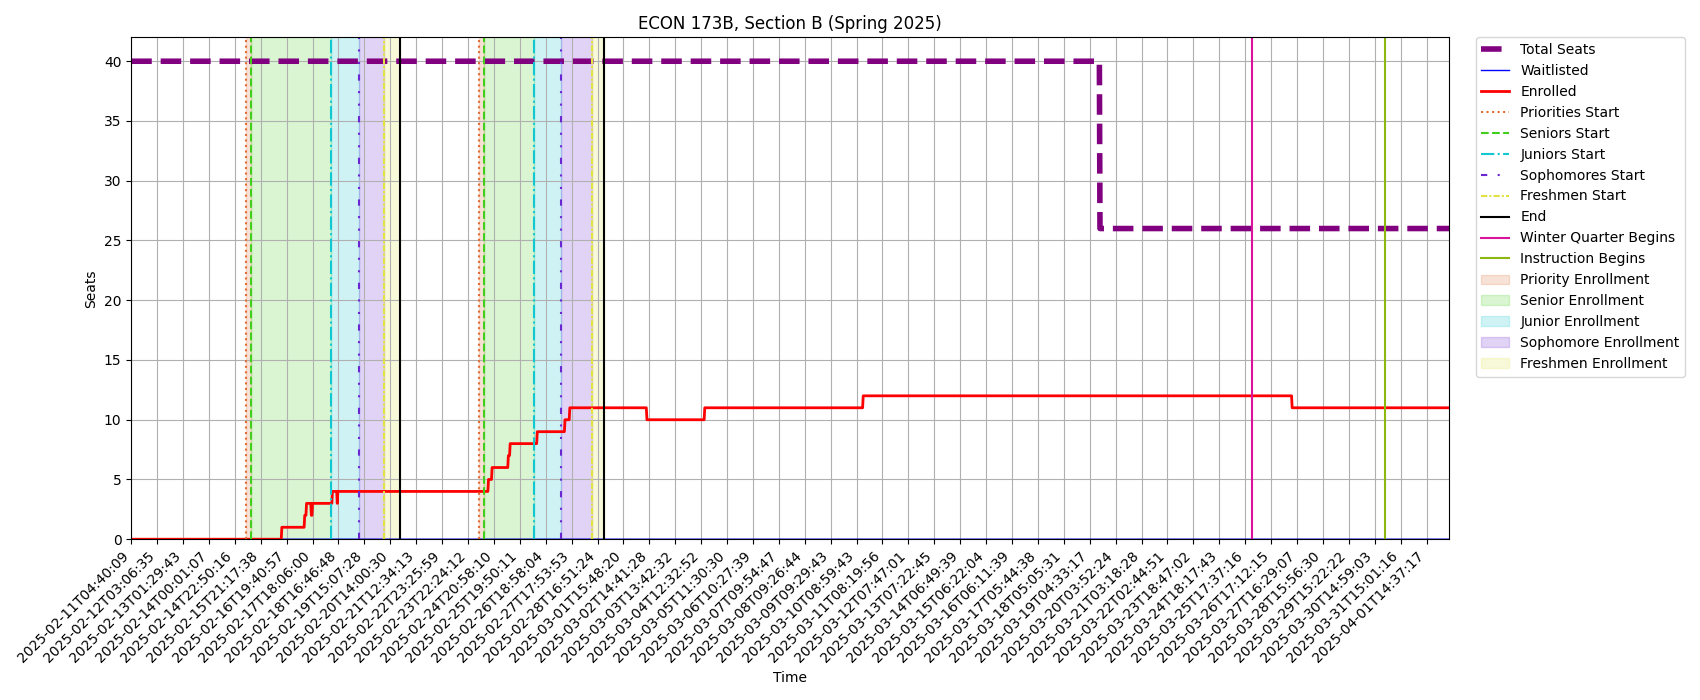 ECON 173B, Section B (Spring 2025)
Seats
40
35
30
25
20
15
10
5
0
2025-02-11T04:40:09
2025-02-12T03:06:35
2025-02-13T01:29:43
2025-02-14T00:01:07
2025-02-14T22:50:16
2025-02-15T21:17:38
2025-02-16T19:40:57
2025-02-17T18:06:00
2025-02-18T16:46:48
2025-02-19T15:07:28
2025-02-20T14:00:30
2025-02-21T12:34:13
2025-02-22T23:25:59
2025-02-23T22:24:12
2025-02-24T20:58:10
2025-02-25T19:50:11
2025-02-26T18:58:04
2025-02-27T17:53:53
2025-02-28T16:51:24
2025-03-01T15:48:20
2025-03-02T14:41:28
2025-03-03T13:42:32
2025-03-04T12:32:52
2025-03-05T11:30:30
2025-03-06T10:27:39
2025-03-07T09:54:47
2025-03-08T09:26:44
2025-03-09T09:29:43
2025-03-10T08:59:43
2025-03-11T08:19:56
2025-03-12T07:47:01
2025-03-13T07:22:45
2025-03-14T06:49:39
2025-03-15T06:22:04
2025-03-16T06:11:39
2025-03-17T05:44:38
2025-03-18T05:05:31
2025-03-19T04:33:17
2025-03-20T03:52:24
2025-03-21T03:18:28
2025-03-22T02:44:51
2025-03-23T18:47:02
2025-03-24T18:17:43
2025-03-25T17:37:16
2025-03-26T17:12:15
2025-03-27T16:29:07
2025-03-28T15:56:30
2025-03-29T15:22:22
2025-03-30T14:59:03
2025-03-31T15:01:16
2025-04-01T14:37:17
Time
Total Seats
Waitlisted
Enrolled
Priorities Start
Seniors Start
Juniors Start
Sophomores Start
Freshmen Start
End
Winter Quarter Begins
Instruction Begins
Priority Enrollment
Senior Enrollment
Junior Enrollment
Sophomore Enrollment
Freshmen Enrollment